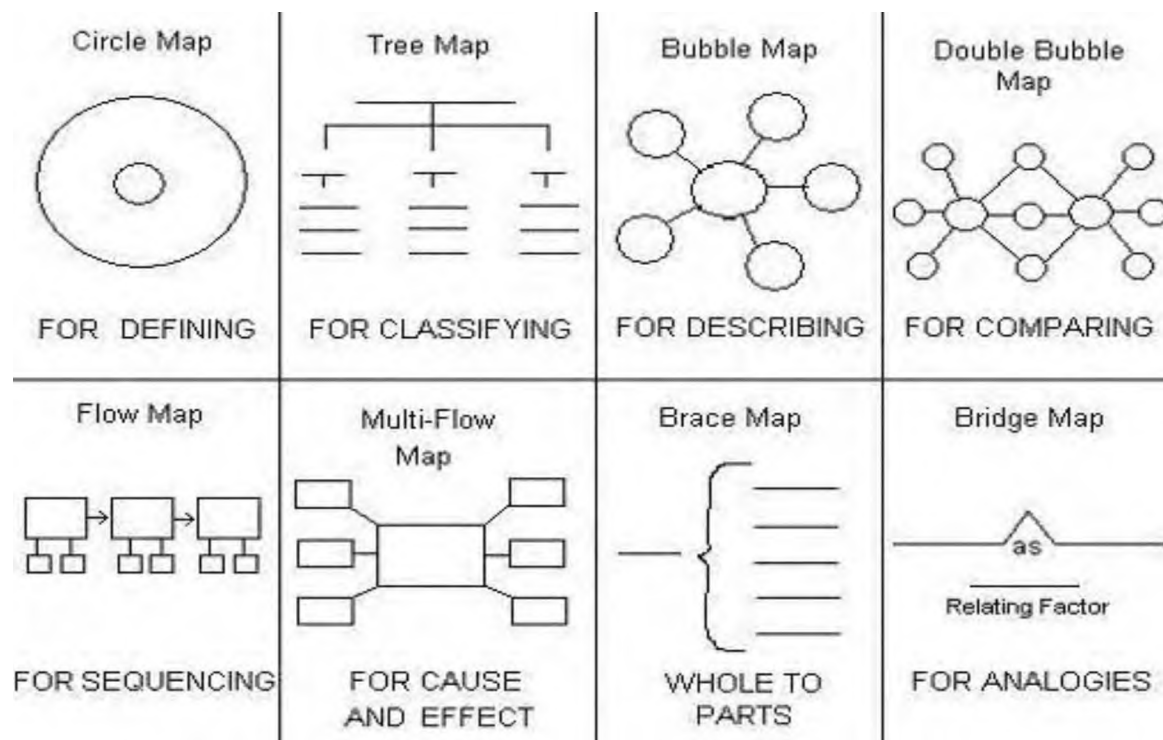 Circle Map
FOR DEFINING
Tree Map
FOR CLASSIFYING
Bubble Map
FOR DESCRIBING
Double Bubble
Map
FOR COMPARING
Flow Map
FOR SEQUENCING
Multi-Flow
Map
FOR CAUSE
AND EFFECT
Brace Map
WHOLE TO
PARTS
Bridge Map
as
Relating Factor
FOR ANALOGIES